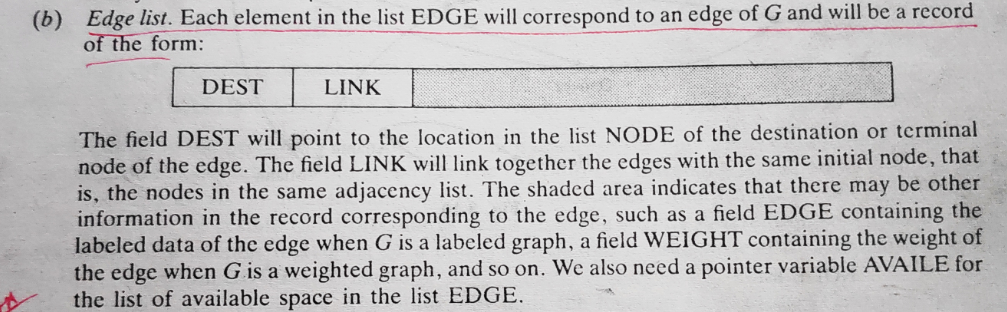 (b) Edge list. Each element in the list EDGE will correspond to an edge of G and will be a record
of the form:
DEST LINK
The field DEST will point to the location in the list NODE of the destination or terminal
node of the edge. The field LINK will link together the edges with the same initial node, that
is, the nodes in the same adjacency list. The shaded area indicates that there may be other
information in the record corresponding to the edge, such as a field EDGE containing the
labeled data of the edge when G is a labeled graph, a field WEIGHT containing the weight of
the edge when G is a weighted graph, and so on. We also need a pointer variable AVAILE for
the list of available space in the list EDGE.